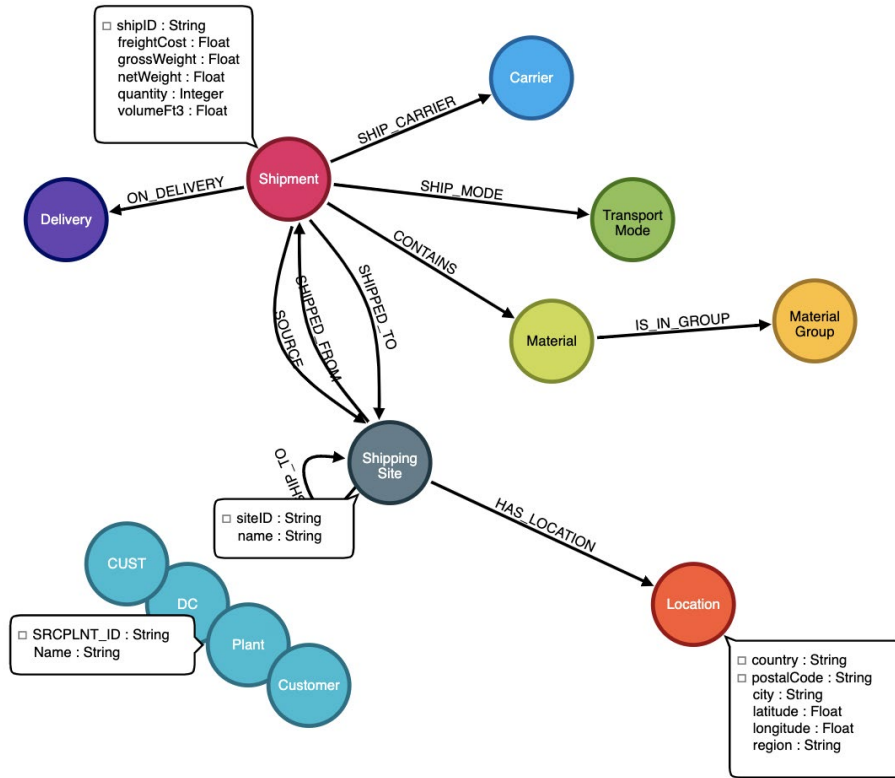 shipID : String
freightCost : Float
grossWeight : Float
netWeight : Float
quantity : Integer
volumeFt3 : Float
Carrier
SHIP_CARRIER
Shipment
ON_DELIVERY
SHIP_MODE
Delivery
Transport
Mode
CONTAINS
SOURCE
SHIPPED_FROM
SHIPPED_TO
Material
IS_IN_GROUP
Material
Group
Shipping
Site
SHIP_TO
siteID : String
name : String
HAS_LOCATION
CUST
DC
SRCPLNT_ID : String
Name : String
Plant
Customer
Location
country : String
postalCode : String
city : String
latitude : Float
longitude : Float
region : String